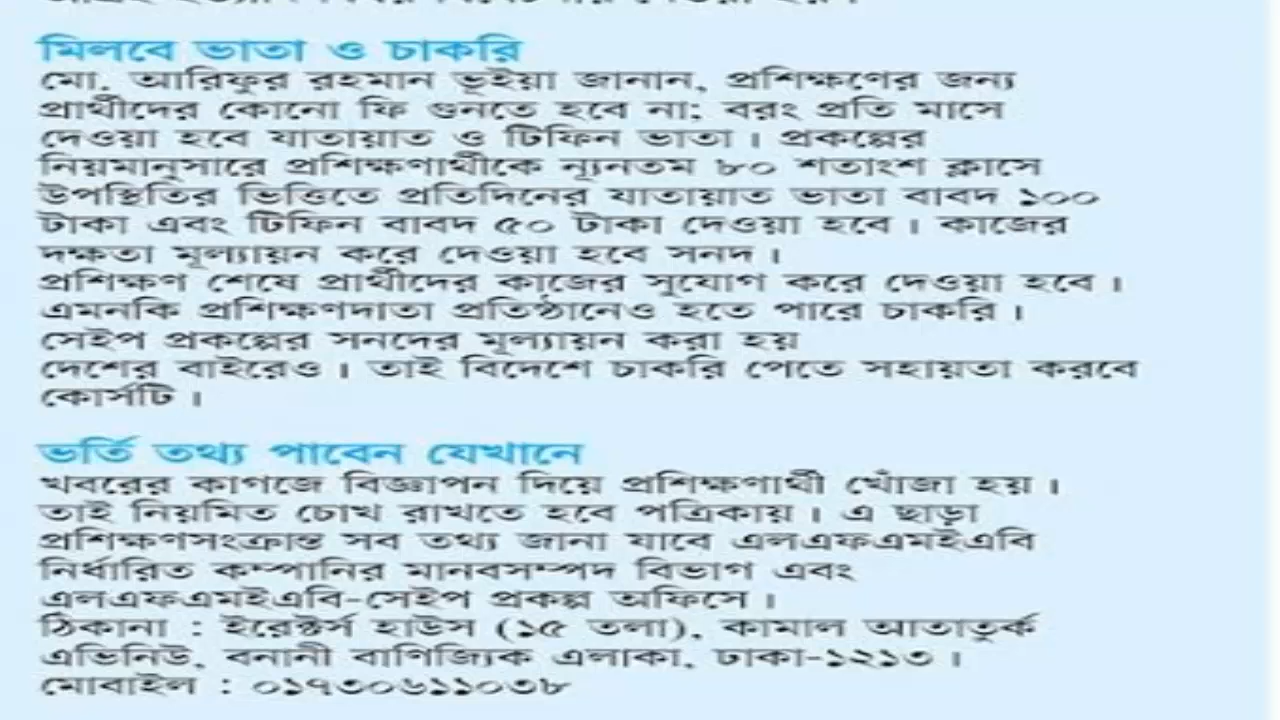 মিলবে ভাতা ও চাকরি
মো. আরিফুর রহমান ভূইয়া জানান, প্রশিক্ষণের জন্য
প্রার্থীদের কোনো ফি গুনতে হবে না; বরং প্রতি মাসে
দেওয়া হবে যাতায়াত ও টিফিন ভাতা। প্রকল্পের
নিয়মানুসারে প্রশিক্ষণার্থীকে ন্যূনতম ৮০ শতাংশ ক্লাসে
উপস্থিতির ভিত্তিতে প্রতিদিনের যাতায়াত ভাতা বাবদ ১০০
টাকা এবং টিফিন বাবদ ৫০ টাকা দেওয়া হবে। কাজের
দক্ষতা মূল্যায়ন করে দেওয়া হবে সনদ।
প্রশিক্ষণ শেষে প্রার্থীদের কাজের সুযোগ করে দেওয়া হবে।
এমনকি প্রশিক্ষণদাতা প্রতিষ্ঠানেও হতে পারে চাকরি।
সেইপ প্রকল্পের সনদের মূল্যায়ন করা হয়
দেশের বাইরেও। তাই বিদেশে চাকরি পেতে সহায়তা করবে
কোর্সটি।
ভর্তি তথ্য পাবেন যেখানে
খবরের কাগজে বিজ্ঞাপন দিয়ে প্রশিক্ষণার্থী খোঁজা হয়।
তাই নিয়মিত চোখ রাখতে হবে পত্রিকায়। এ ছাড়া
প্রশিক্ষণসংক্রান্ত সব তথ্য জানা যাবে এলএফএমইএবি
নির্ধারিত কম্পানির মানবসম্পদ বিভাগ এবং
এলএফএমইএবি-সেইপ প্রকল্প অফিসে।
ঠিকানা : ইরেক্টর্স হাউস (১৫ তলা), কামাল আতাতুর্ক
এভিনিউ, বনানী বাণিজ্যিক এলাকা, ঢাকা-১২১৩।
মোবাইল : ০১৭৩০৬১১০৩৮